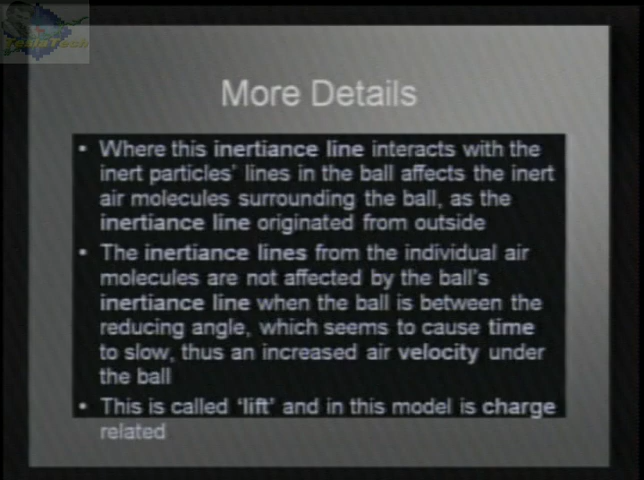 TeslaTech
More Details
• Where this inertiance line interacts with the
inert particles' lines in the ball affects the inert
air molecules surrounding the ball, as the
inertiance line originated from outside
• The inertiance lines from the individual air
molecules are not affected by the ball's
inertiance line when the ball is between the
reducing angle, which seems to cause time
to slow, thus an increased air velocity under
the ball
• This is called 'lift' and in this model is charge
related